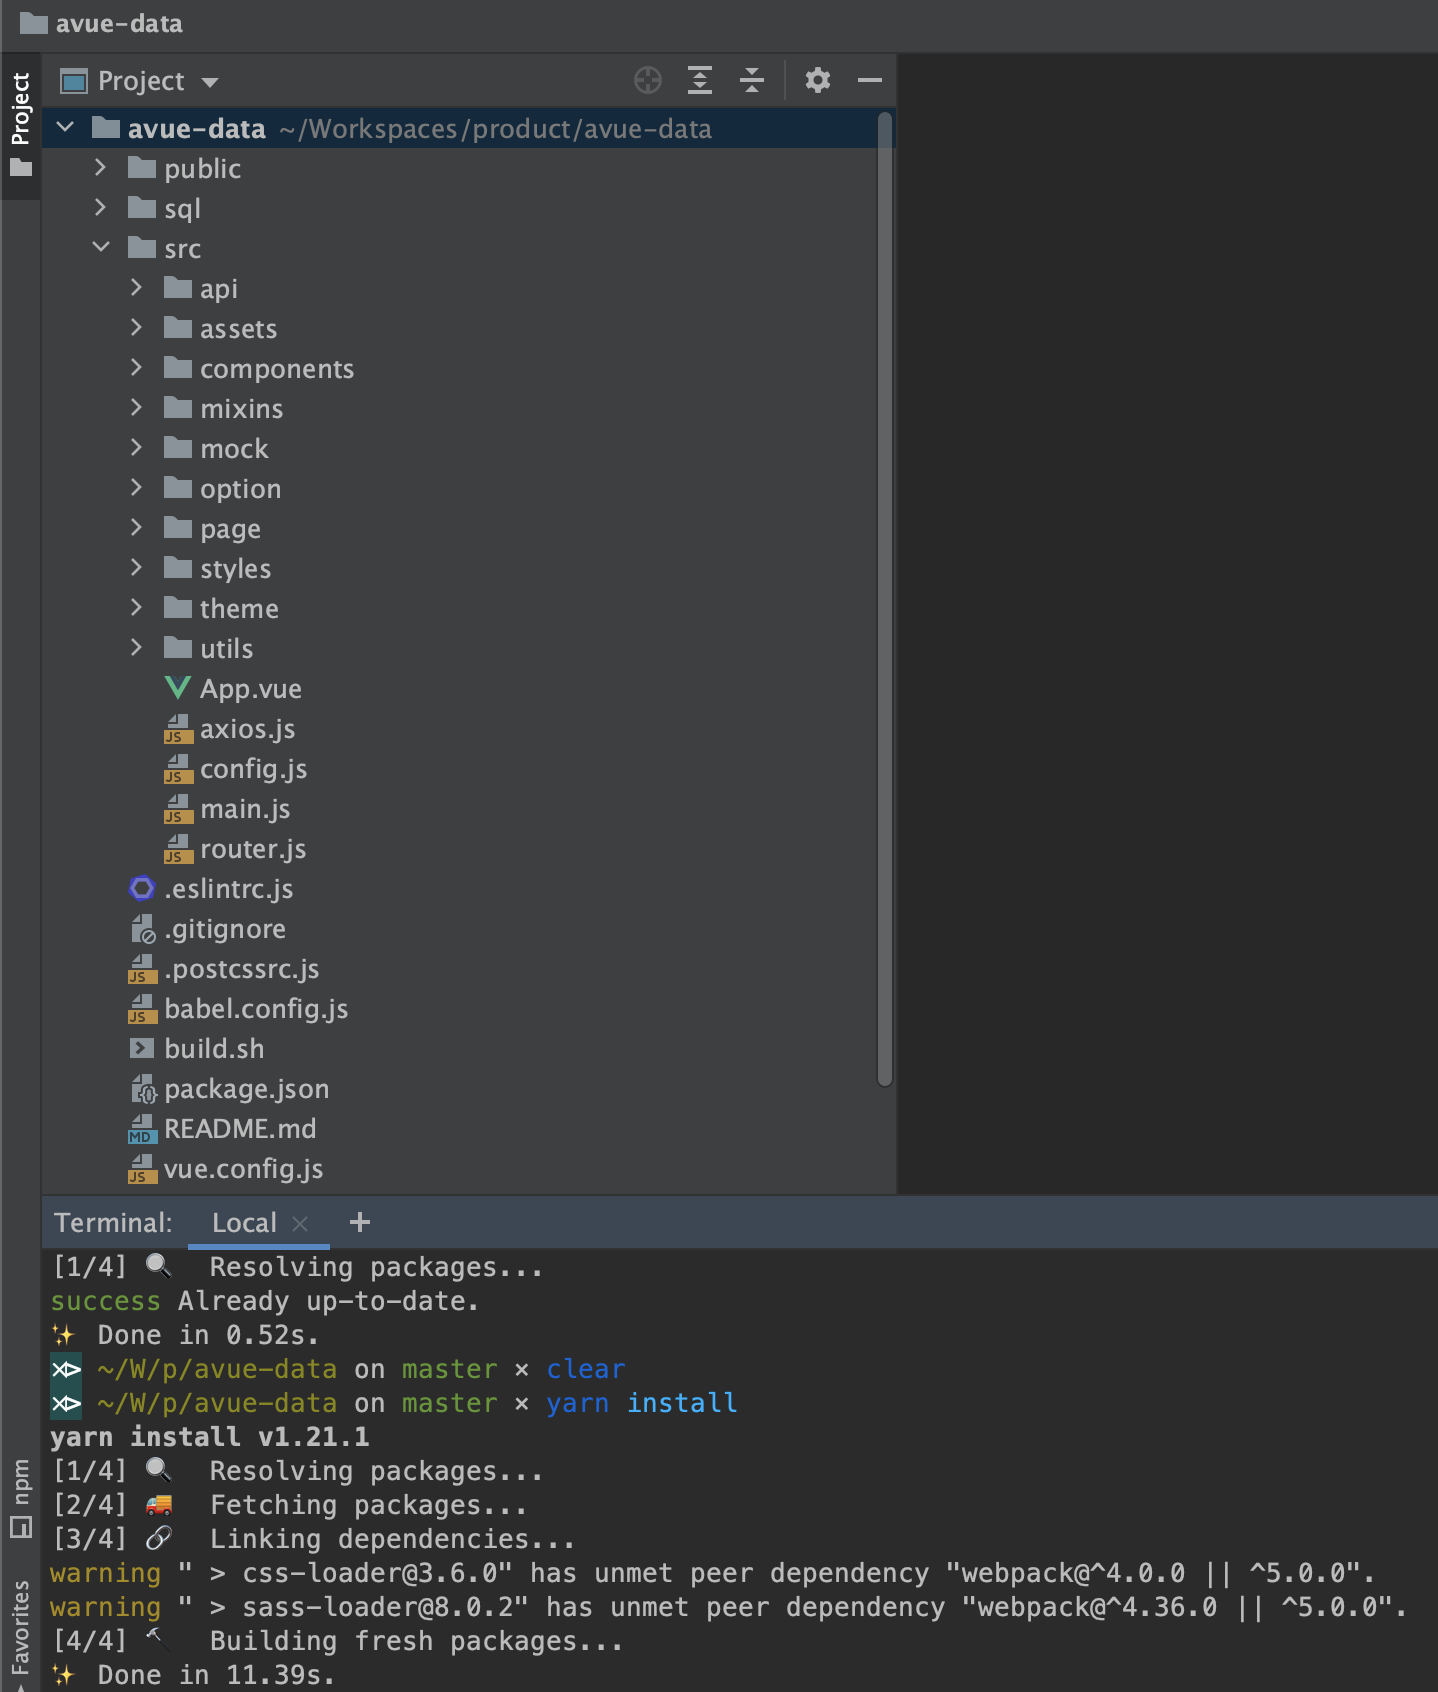 avue-data
Project
Project
avue-data ~/Workspaces/product/avue-data
public
sql
src
api
assets
components
mixins
mock
option
page
styles
theme
utils
App.vue
axios.js
config.js
main.js
router.js
.eslintrc.js
.gitignore
.postcssrc.js
babel.config.js
build.sh
package.json
README.md
vue.config.js
Terminal: Local × +
[1/4] 🔍 Resolving packages...
success Already up-to-date.
✨ Done in 0.52s.
~/W/p/avue-data on master × clear
~/W/p/avue-data on master × yarn install
yarn install v1.21.1
[1/4] 🔍 Resolving packages...
[2/4] 🚚 Fetching packages...
[3/4] 🔗 Linking dependencies...
warning " > css-loader@3.6.0" has unmet peer dependency "webpack@^4.0.0 || ^5.0.0".
warning " > sass-loader@8.0.2" has unmet peer dependency "webpack@^4.36.0 || ^5.0.0".
[4/4] 🔨 Building fresh packages...
✨ Done in 11.39s.
npm
Favorites